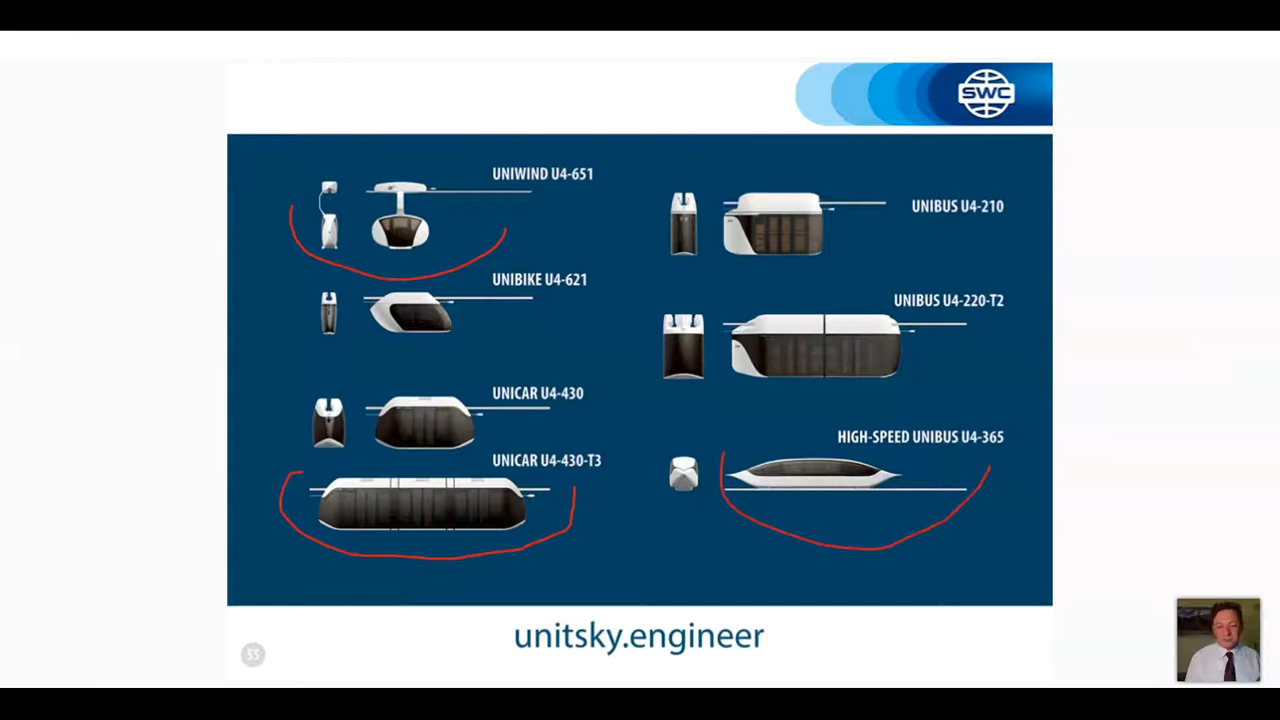 SWC
UNIWIND U4-651
UNIBIKE U4-621
UNICAR U4-430
UNICAR U4-430-T3
UNIBUS U4-210
UNIBUS U4-220-T2
HIGH-SPEED UNIBUS U4-365
unitsky.engineer
55